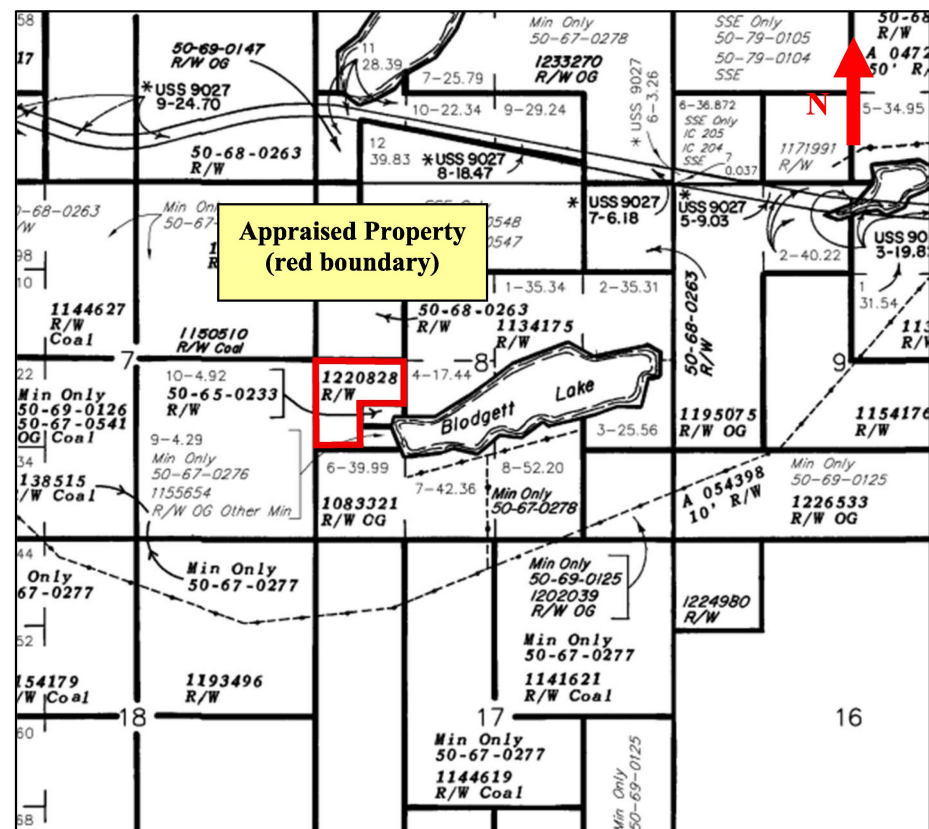 58
17
50-69-0147
R/W OG
*USS 9027
9-24.70
50-68-0263
R/W
11
28.39
7-25.79
10-22.34
9-29.24
12
39.83
*USS 9027
8-18.47
Min Only
50-67-0278
1233270
R/W OG
* USS 9027
6-3.26
SSE Only
50-79-0105
50-79-0104
SSE
50-68
R/W
A 0472
50' R/
N
5-34.95
6-36.872
SSE Only
IC 205
IC 204
SSE
7
0.037
1171991
R/W
* USS 9027
7-6.18
*
USS 9027
5-9.03
USS 90
3-19.83
2-40.22
1
31.54
0-68-0263
/W
98
10
Min On
50-67-
1
R
Appraised Property
(red boundary)
0548
0547
1-35.34
2-35.31
50-68-0263
R/W
50-68-0263
R/W
1134175
R/W
1144627
R/W
Coal
1150510
R/W Coal
7
8
9
113
R/W
22
10-4.92
50-65-0233
R/W
1220828
R/W
4-17.44
Blodgett Lake
3-25.56
1195075
R/W OG
1154176
R/W
Min Only
50-69-0126
50-67-0541
OG Coal
34
138515
/W Coal
9-4.29
Min Only
50-67-0276
1155654
R/W OG Other Min
6-39.99
1083321
R/W OG
7-42.36
8-52.20
Min Only
50-67-0278
A 054398
10' R/W
Min Only
50-69-0125
1226533
R/W OG
44
Only
67-0277
52
Min Only
50-67-0277
Min Only
50-69-0125
1202039
R/W OG
Min Only
50-67-0277
1141621
R/W Coal
1224980
R/W
154179
/W Coal
1193496
R/W
18
17
16
60
68
Min Only
50-67-0277
1144619
R/W Coal
Min Only
50-69-0125